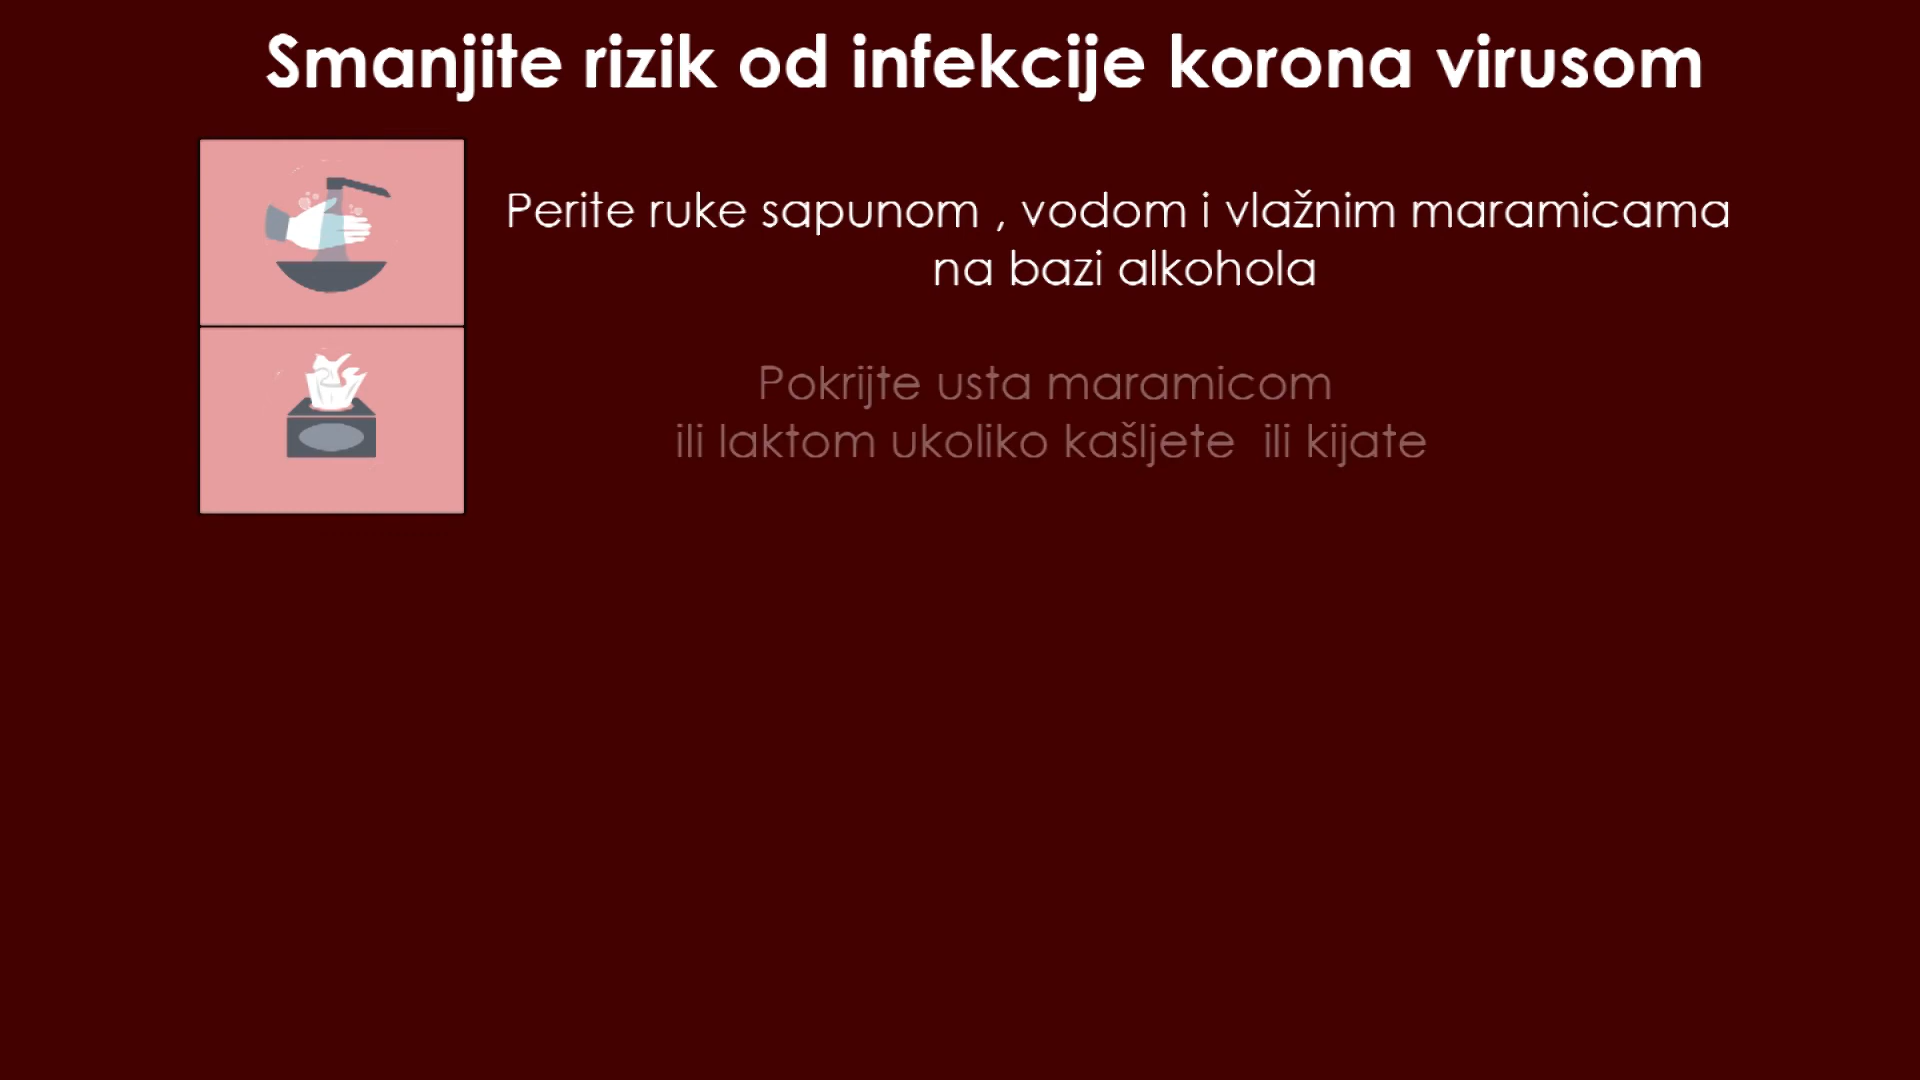 Smanjite rizik od infekcije korona virusom
Perite ruke sapunom , vodom i vlažnim maramicama
na bazi alkohola
Pokrijte usta maramicom
ili laktom ukoliko kašljete  ili kijate